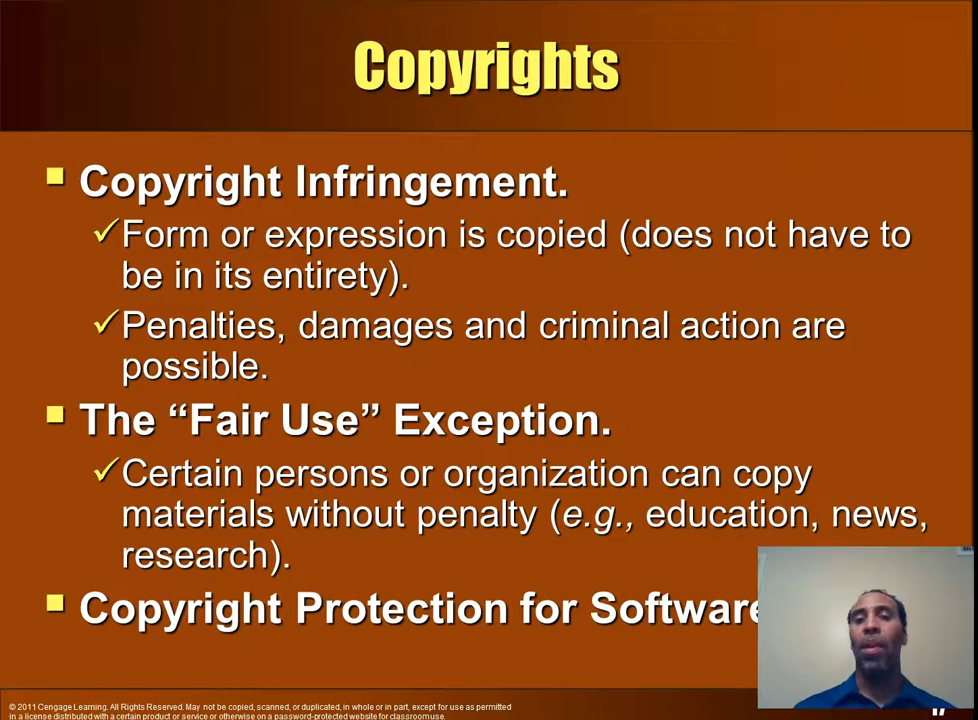 Copyrights
Copyright Infringement.
Form or expression is copied (does not have to
be in its entirety).
Penalties, damages and criminal action are
possible.
The “Fair Use” Exception.
Certain persons or organization can copy
materials without penalty (e.g., education, news,
research).
Copyright Protection for Software
© 2011 Cengage Learning. All Rights Reserved. May not be copied, scanned, or duplicated, in whole or in part, except for use as permitted
in a license distributed with a certain product or service or otherwise on a password-protected website for classroom use.